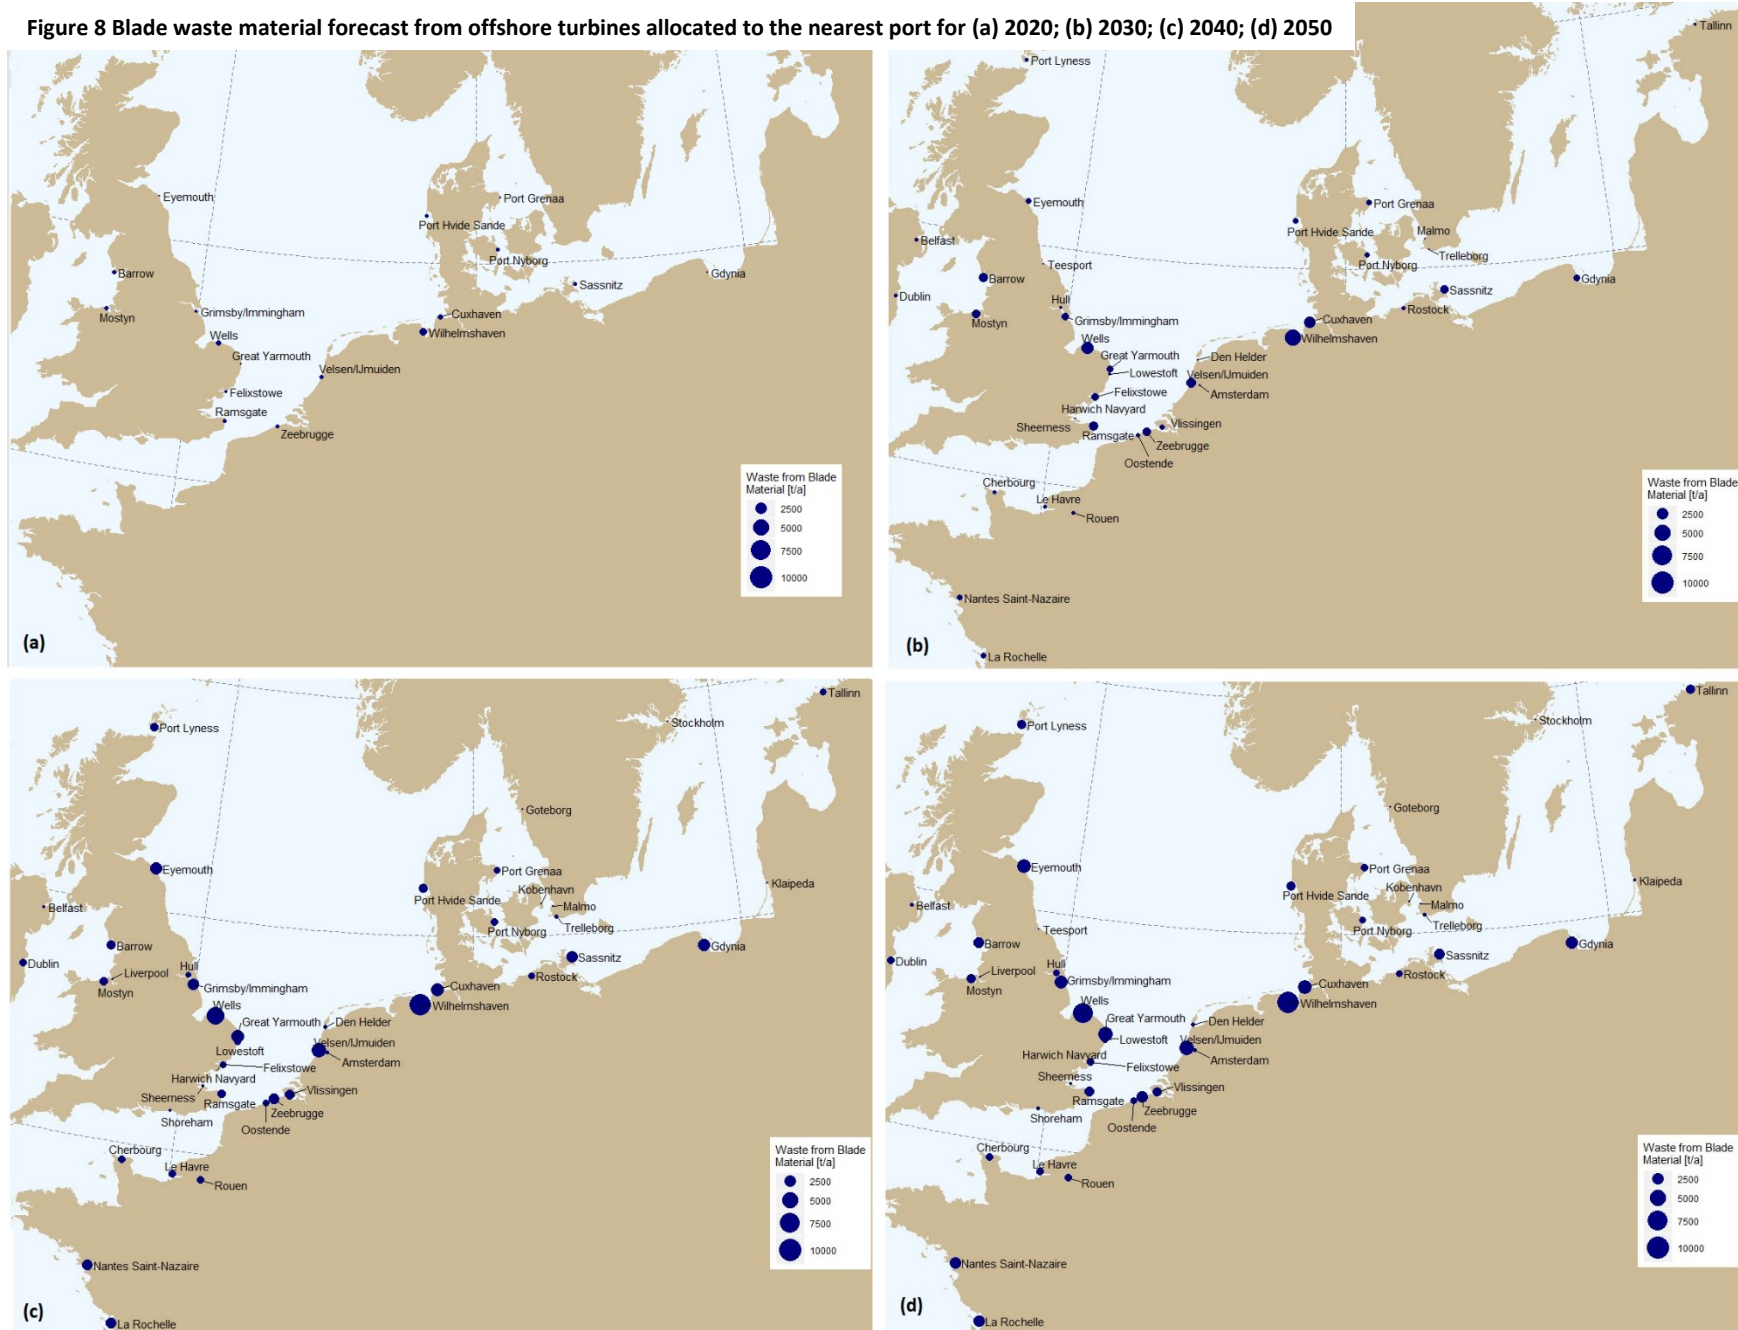 Figure 8 Blade waste material forecast from offshore turbines allocated to the nearest port for (a) 2020; (b) 2030; (c) 2040; (d) 2050
Eyemouth
Port Grenaa
Port Hvide Sande
Port Nyborg
Barrow
Gdynia
Sassnitz
Mostyn
Grimsby/Immingham
Cuxhaven
Wilhelmshaven
Wells
Great Yarmouth
Velsen/IJmuiden
Felixstowe
Ramsgate
Zeebrugge
Waste from Blade
Material [t/a]
2500
5000
7500
10000
(a)
Tallinn
Port Lyness
Eyemouth
Port Grenaa
Port Hvide Sande
Malmo
Belfast
Trelleborg
Port Nyborg
Teesport
Barrow
Gdynia
Sassnitz
Dublin
Hull
Rostock
Mostyn
Grimsby/Immingham
Cuxhaven
Wilhelmshaven
Wells
Great Yarmouth
Den Helder
Lowestoft
Velsen/IJmuiden
Felixstowe
Amsterdam
Harwich Navyard
Sheerness
Vlissingen
Ramsgate
Zeebrugge
Oostende
Cherbourg
Le Havre
Rouen
Waste from Blade
Material [t/a]
2500
5000
7500
10000
Nantes Saint-Nazaire
(b)
La Rochelle
Tallinn
Port Lyness
Stockholm
Goteborg
Eyemouth
Port Grenaa
Klaipeda
Kobenhavn
Port Hvide Sande
Belfast
Malmo
Trelleborg
Port Nyborg
Barrow
Gdynia
Sassnitz
Dublin
Hull
Liverpool
Rostock
Mostyn
Grimsby/Immingham
Cuxhaven
Wilhelmshaven
Wells
Great Yarmouth
Den Helder
Lowestoft
Velsen/IJmuiden
Amsterdam
Felixstowe
Harwich Navyard
Vlissingen
Sheerness
Ramsgate
Zeebrugge
Shoreham
Oostende
Cherbourg
Le Havre
Rouen
Waste from Blade
Material [t/a]
2500
5000
7500
10000
Nantes Saint-Nazaire
(c)
La Rochelle
Tallinn
Port Lyness
Stockholm
Goteborg
Eyemouth
Port Grenaa
Klaipeda
Kobenhavn
Port Hvide Sande
Belfast
Malmo
Trelleborg
Teesport
Port Nyborg
Barrow
Gdynia
Sassnitz
Dublin
Hull
Liverpool
Rostock
Mostyn
Grimsby/Immingham
Cuxhaven
Wilhelmshaven
Wells
Great Yarmouth
Den Helder
Lowestoft
Velsen/IJmuiden
Harwich Navyard
Amsterdam
Felixstowe
Sheerness
Vlissingen
Ramsgate
Zeebrugge
Shoreham
Oostende
Cherbourg
Le Havre
Rouen
Waste from Blade
Material [t/a]
2500
5000
7500
10000
Nantes Saint-Nazaire
(d)
La Rochelle